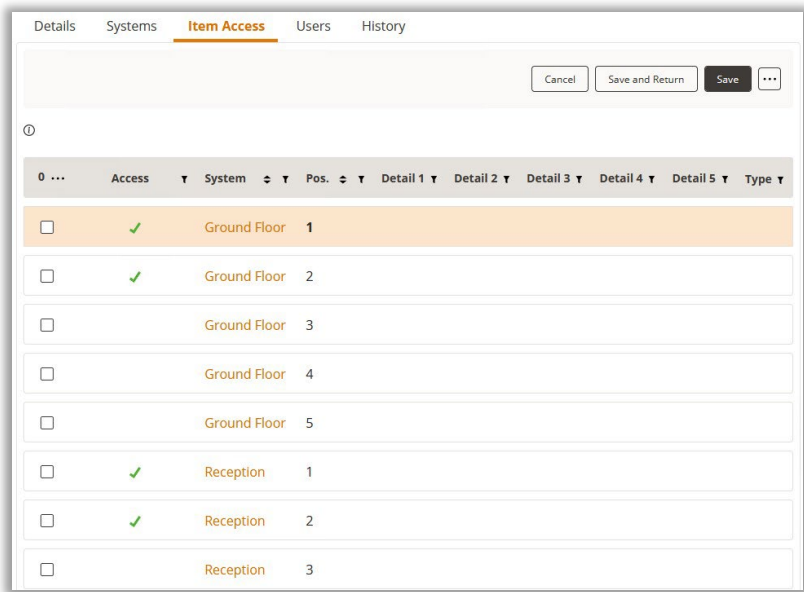 Details Systems Item Access Users History
Cancel Save and Return Save ...
0 ... Access System Pos. Detail 1 Detail 2 Detail 3 Detail 4 Detail 5 Type
Ground Floor 1
Ground Floor 2
Ground Floor 3
Ground Floor 4
Ground Floor 5
Reception 1
Reception 2
Reception 3